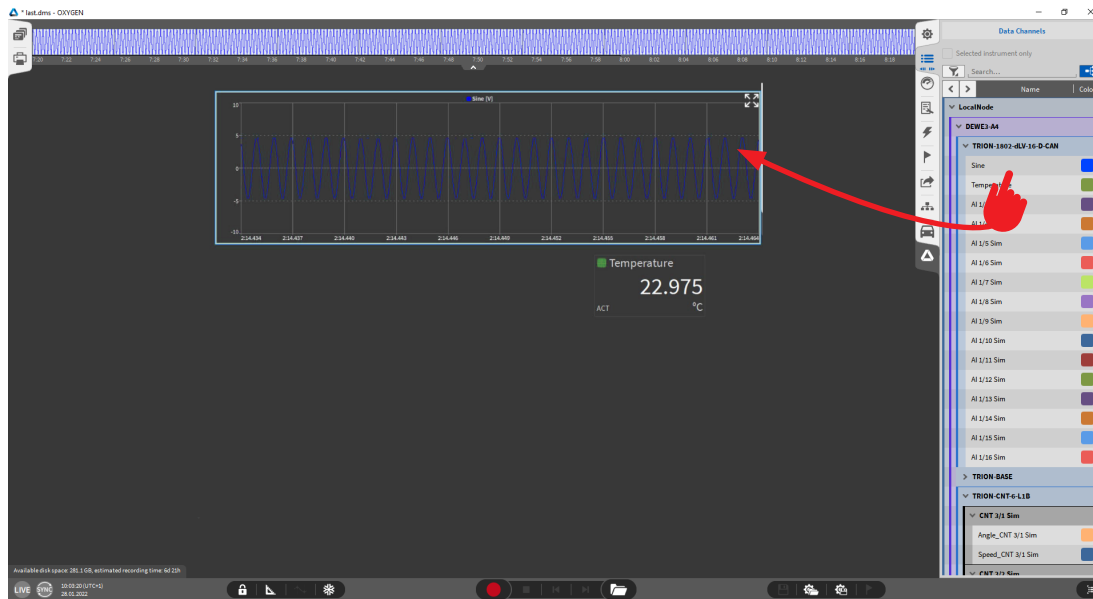 * last.dms - OXYGEN
7:20 7:22 7:24 7:26 7:28 7:30 7:32 7:34 7:36 7:38 7:40 7:42 7:44 7:46 7:48 7:50 7:52 7:54 7:56 7:58 8:00 8:02 8:04 8:06 8:08 8:10 8:12 8:14 8:16 8:18
Sine [V]
10
5
0
-5
-10
2:14.434 2:14.437 2:14.440 2:14.443 2:14.446 2:14.449 2:14.452 2:14.455 2:14.458 2:14.461 2:14.464
Temperature
22.975
ACT °C
Data Channels
Selected instrument only
Search...
Name Colo
LocalNode
DEWE3-A4
TRION-1802-dLV-16-D-CAN
Sine
AI 1/5 Sim
AI 1/6 Sim
AI 1/7 Sim
AI 1/8 Sim
AI 1/9 Sim
AI 1/10 Sim
AI 1/11 Sim
AI 1/12 Sim
AI 1/13 Sim
AI 1/14 Sim
AI 1/15 Sim
AI 1/16 Sim
TRION-BASE
TRION-CNT-6-L1B
CNT 3/1 Sim
Angle_CNT 3/1 Sim
Speed_CNT 3/1 Sim
CNT 3/2 Sim
Available disk space: 281.1 GB, estimated recording time: 6d 21h
LIVE SYNC
10:03:20 (UTC+1)
28.01.2022